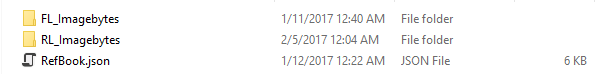 FL_Imagebytes 1/11/2017 12:40 AM File folder
RL_Imagebytes 2/5/2017 12:04 AM File folder
RefBook.json 1/12/2017 12:22 AM JSON File 6 KB